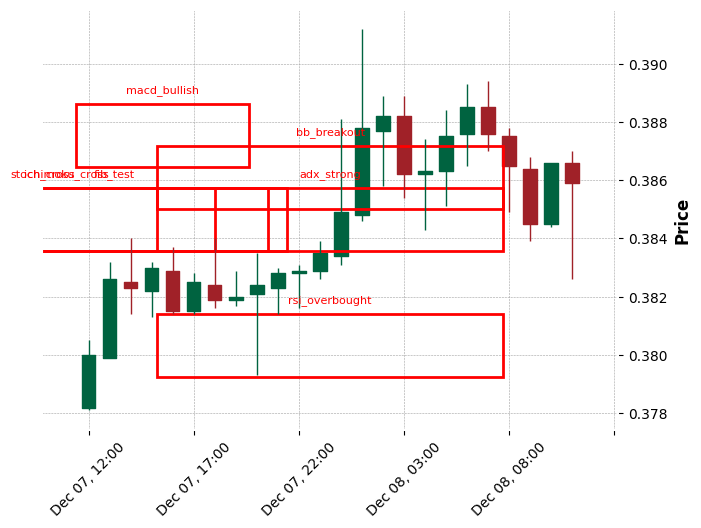 0.390
macd_bullish
0.388
bb_breakout
0.386
fib_test
adx_strong
0.384
Price
0.382
rsi_overbought
0.380
0.378
Dec 07, 12:00
Dec 07, 17:00
Dec 07, 22:00
Dec 08, 03:00
Dec 08, 08:00